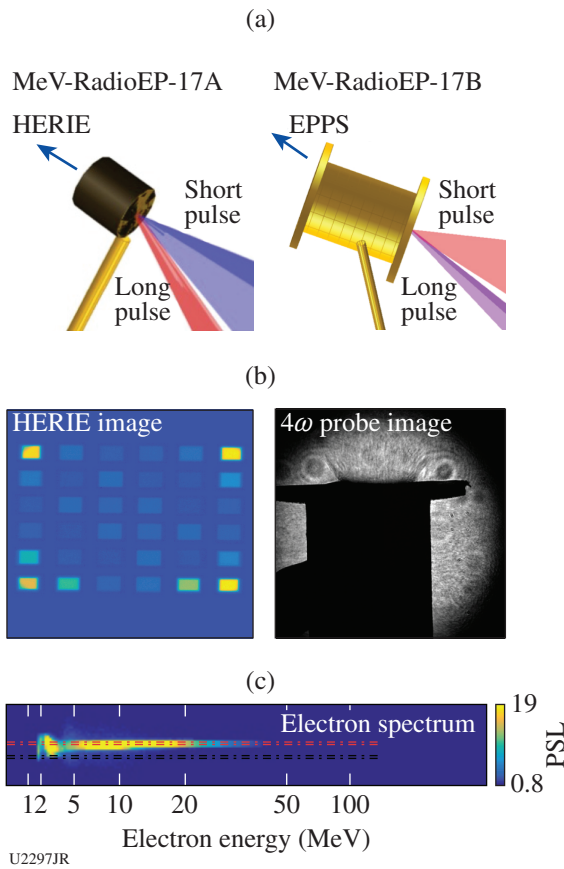 (a)
MeV-RadioEP-17A
MeV-RadioEP-17B
HERIE
EPPS
Short
pulse
Short
pulse
Long
pulse
Long
pulse
(b)
HERIE image
4ω probe image
(c)
Electron spectrum
19
0.8
PSL
1 2 5 10 20 50 100
Electron energy (MeV)
U2297JR